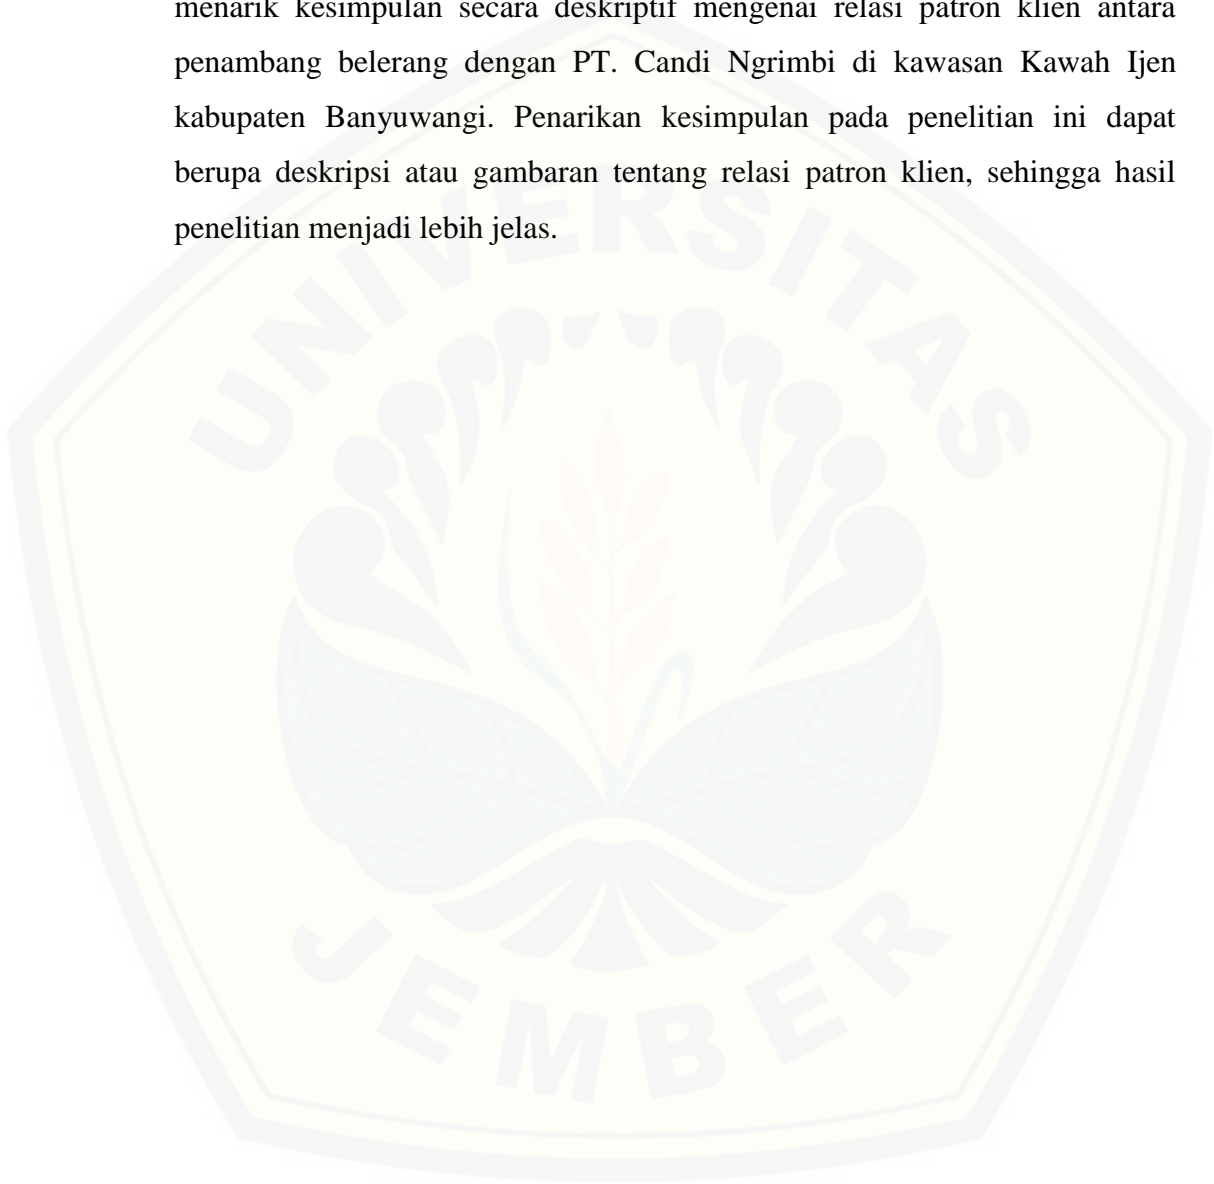 menarik kesimpulan secara deskriptif mengenai relasi patron klien antara
penambang belerang dengan PT. Candi Ngrimbi di kawasan Kawah Ijen
kabupaten Banyuwangi. Penarikan kesimpulan pada penelitian ini dapat
berupa deskripsi atau gambaran tentang relasi patron klien, sehingga hasil
penelitian menjadi lebih jelas.
UNIVERSITAS
JEMBER